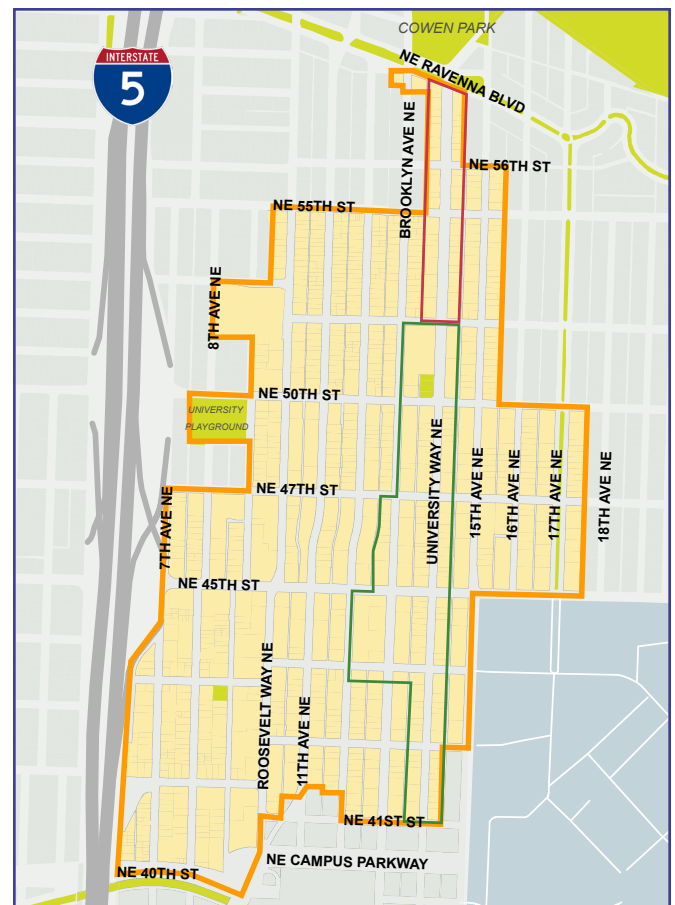 COWEN PARK
INTERSTATE
5
NE RAVENNA BLVD
BROOKLYN AVE NE
NE 56TH ST
NE 55TH ST
8TH AVE NE
NE 50TH ST
UNIVERSITY
PLAYGROUND
UNIVERSITY WAY NE
15TH AVE NE
16TH AVE NE
17TH AVE NE
18TH AVE NE
NE 47TH ST
7TH AVE NE
NE 45TH ST
ROOSEVELT WAY NE
11TH AVE NE
NE 41ST ST
NE CAMPUS PARKWAY
NE 40TH ST